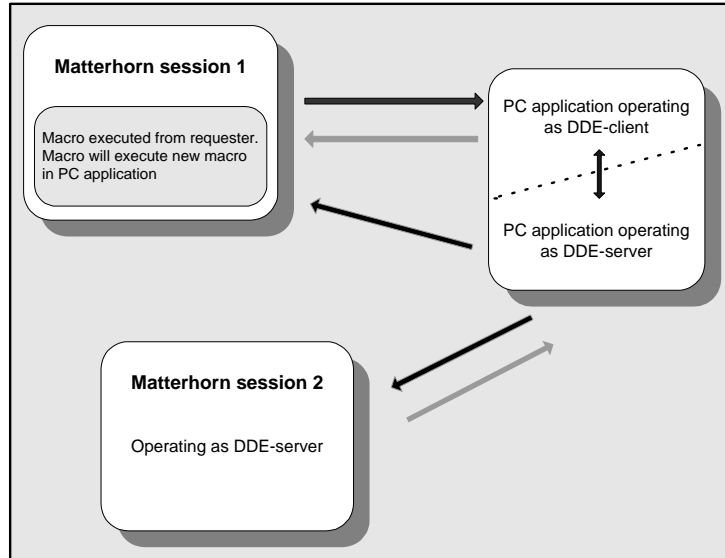 Matterhorn session 1
Macro executed from requester.
Macro will execute new macro
in PC application
PC application operating
as DDE-client
PC application operating
as DDE-server
Matterhorn session 2
Operating as DDE-server